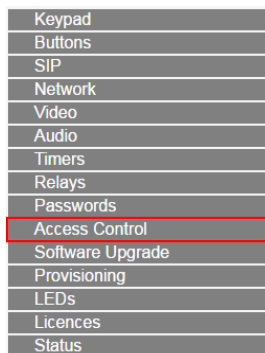 Keypad
Buttons
SIP
Network
Video
Audio
Timers
Relays
Passwords
Access Control
Software Upgrade
Provisioning
LEDs
Licences
Status